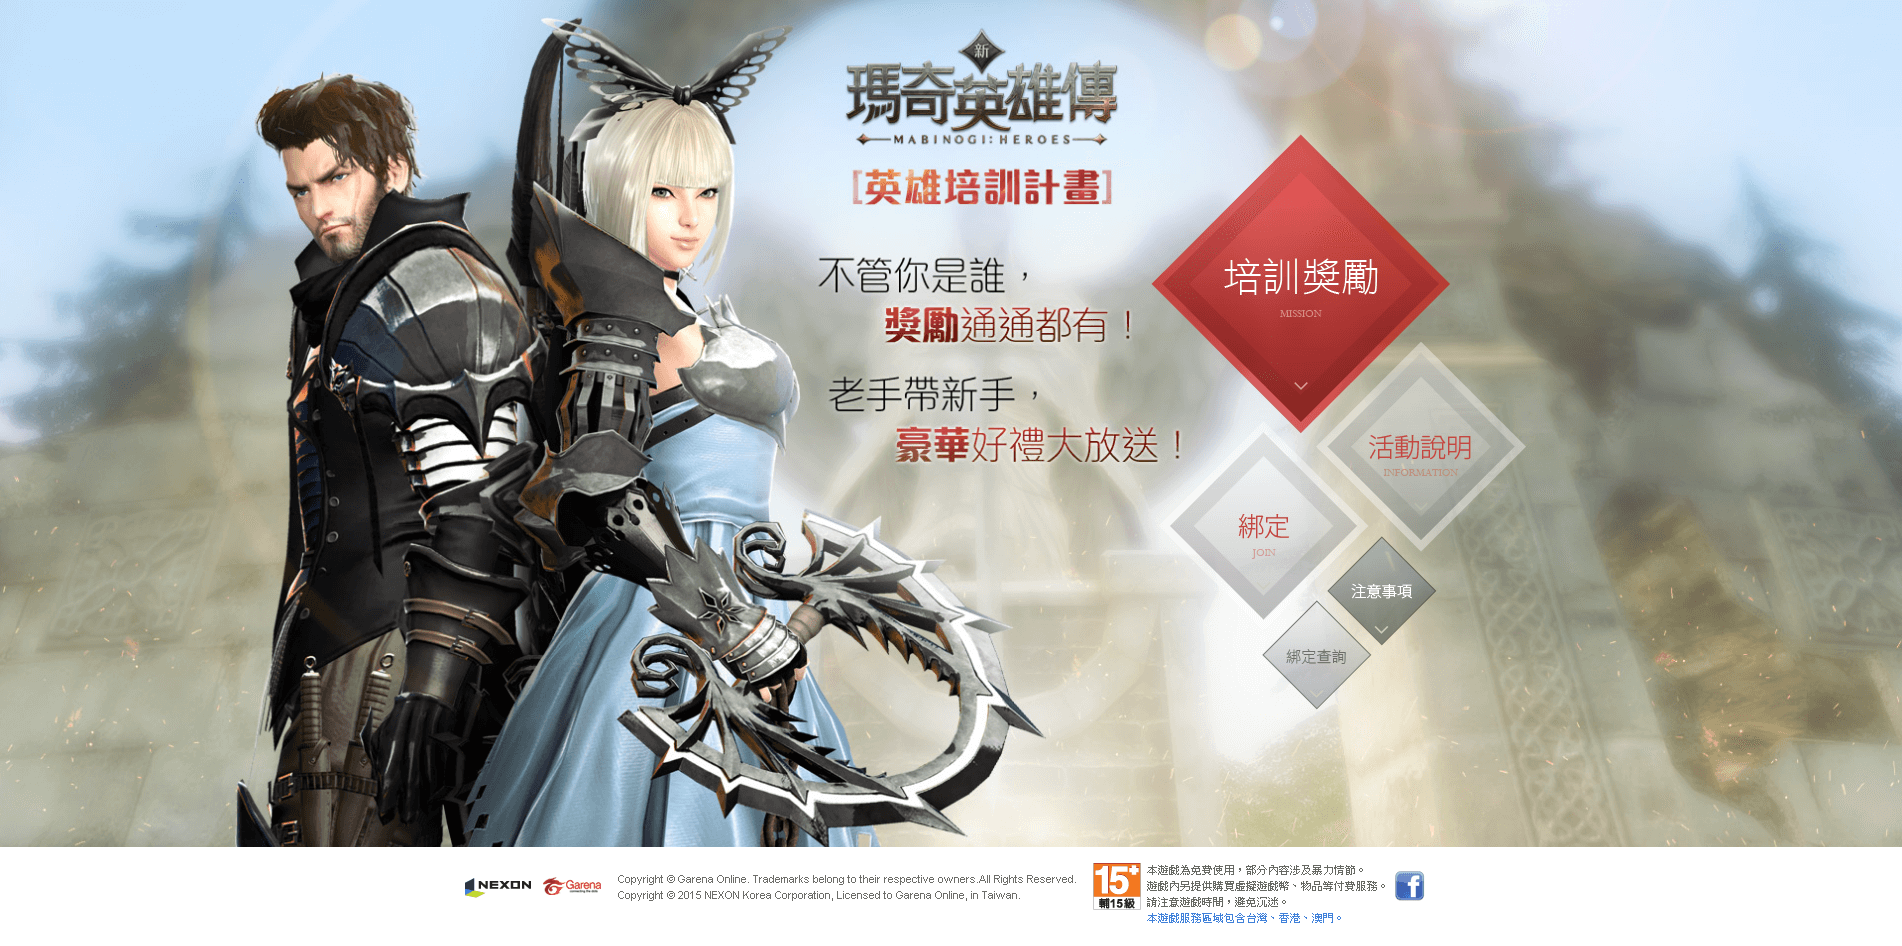 新
瑪奇英雄傳
MABINOGI: HEROES
[英雄培訓計畫]
不管你是誰，
獎勵通通都有！
老手帶新手，
豪華好禮大放送！
培訓獎勵
MISSION
活動說明
INFORMATION
綁定
JOIN
注意事項
綁定查詢
NEXON
Garena
Copyright © Garena Online. Trademarks belong to their respective owners.All Rights Reserved.
Copyright © 2015 NEXON Korea Corporation, Licensed to Garena Online, in Taiwan.
15+
輔15級
本遊戲為免費使用，部分內容涉及暴力情節。
遊戲內另提供購買虛擬遊戲幣、物品等付費服務。
請注意遊戲時間，避免沉迷。
本遊戲服務區域包含台灣、香港、澳門。
f